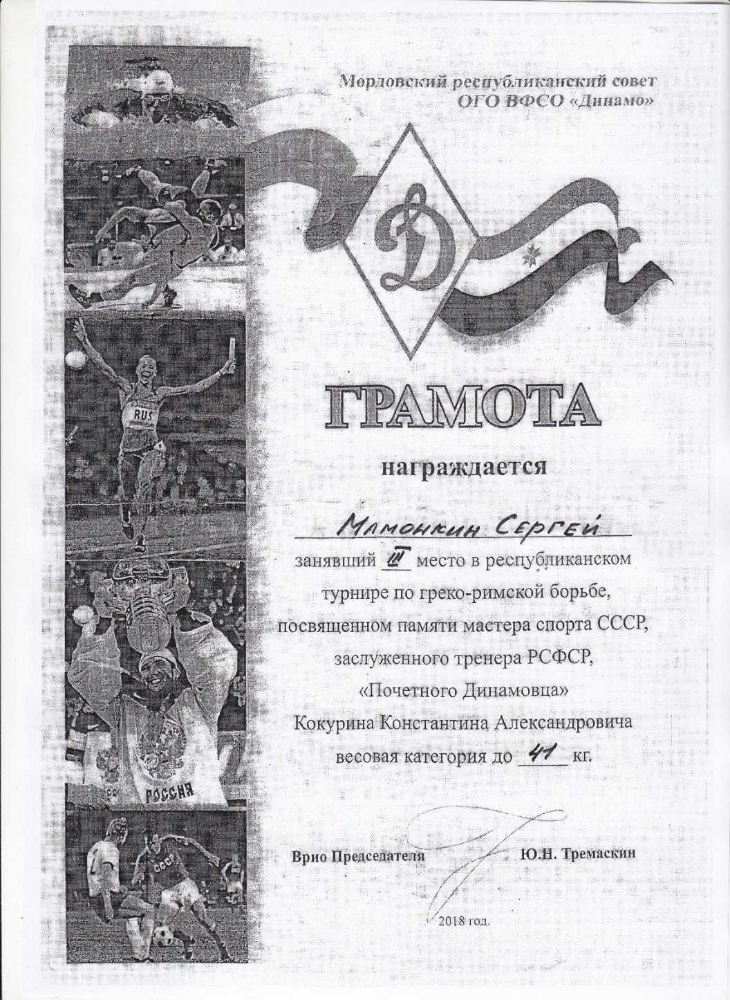 Мордовский республиканский совет
ОГО ВФСО «Динамо»
Д
RUS
РОССИЯ
СССР
ГРАМОТА
награждается
Мамонкин Сергей
занявший III место в республиканском
турнире по греко-римской борьбе,
посвященном памяти мастера спорта СССР,
заслуженного тренера РСФСР,
«Почетного Динамовца»
Кокурина Константина Александровича
весовая категория до 41 кг.
Врио Председателя Ю.Н. Тремаскин
2018 год.